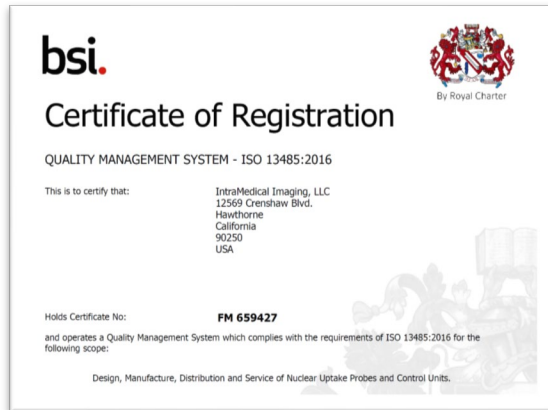 bsi.
By Royal Charter
Certificate of Registration
QUALITY MANAGEMENT SYSTEM - ISO 13485:2016
This is to certify that:
IntraMedical Imaging, LLC
12569 Crenshaw Blvd.
Hawthorne
California
90250
USA
Holds Certificate No:
FM 659427
and operates a Quality Management System which complies with the requirements of ISO 13485:2016 for the
following scope:
Design, Manufacture, Distribution and Service of Nuclear Uptake Probes and Control Units.